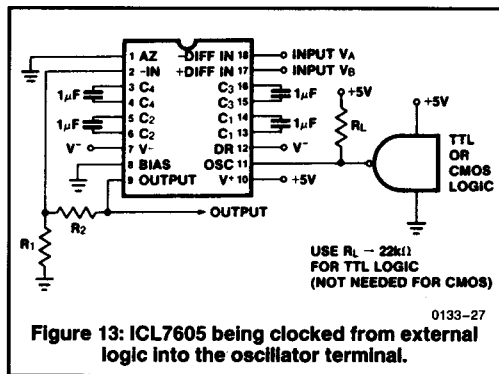 1 AZ -DIFF IN 18 INPUT VA
2 -IN +DIFF IN 17 INPUT VB
3 C4 C3 16
1µF 1µF
4 C4 C3 15
5 C2 C1 14
1µF 1µF
6 C2 C1 13
V- 7 V- DR 12 V-
8 BIAS OSC 11
9 OUTPUT V+ 10 +5V
+5V
RL
+5V
TTL
OR
CMOS
LOGIC
R2
OUTPUT
R1
USE RL → 22kΩ
FOR TTL LOGIC
(NOT NEEDED FOR CMOS)
0133-27
Figure 13: ICL7605 being clocked from external
logic into the oscillator terminal.